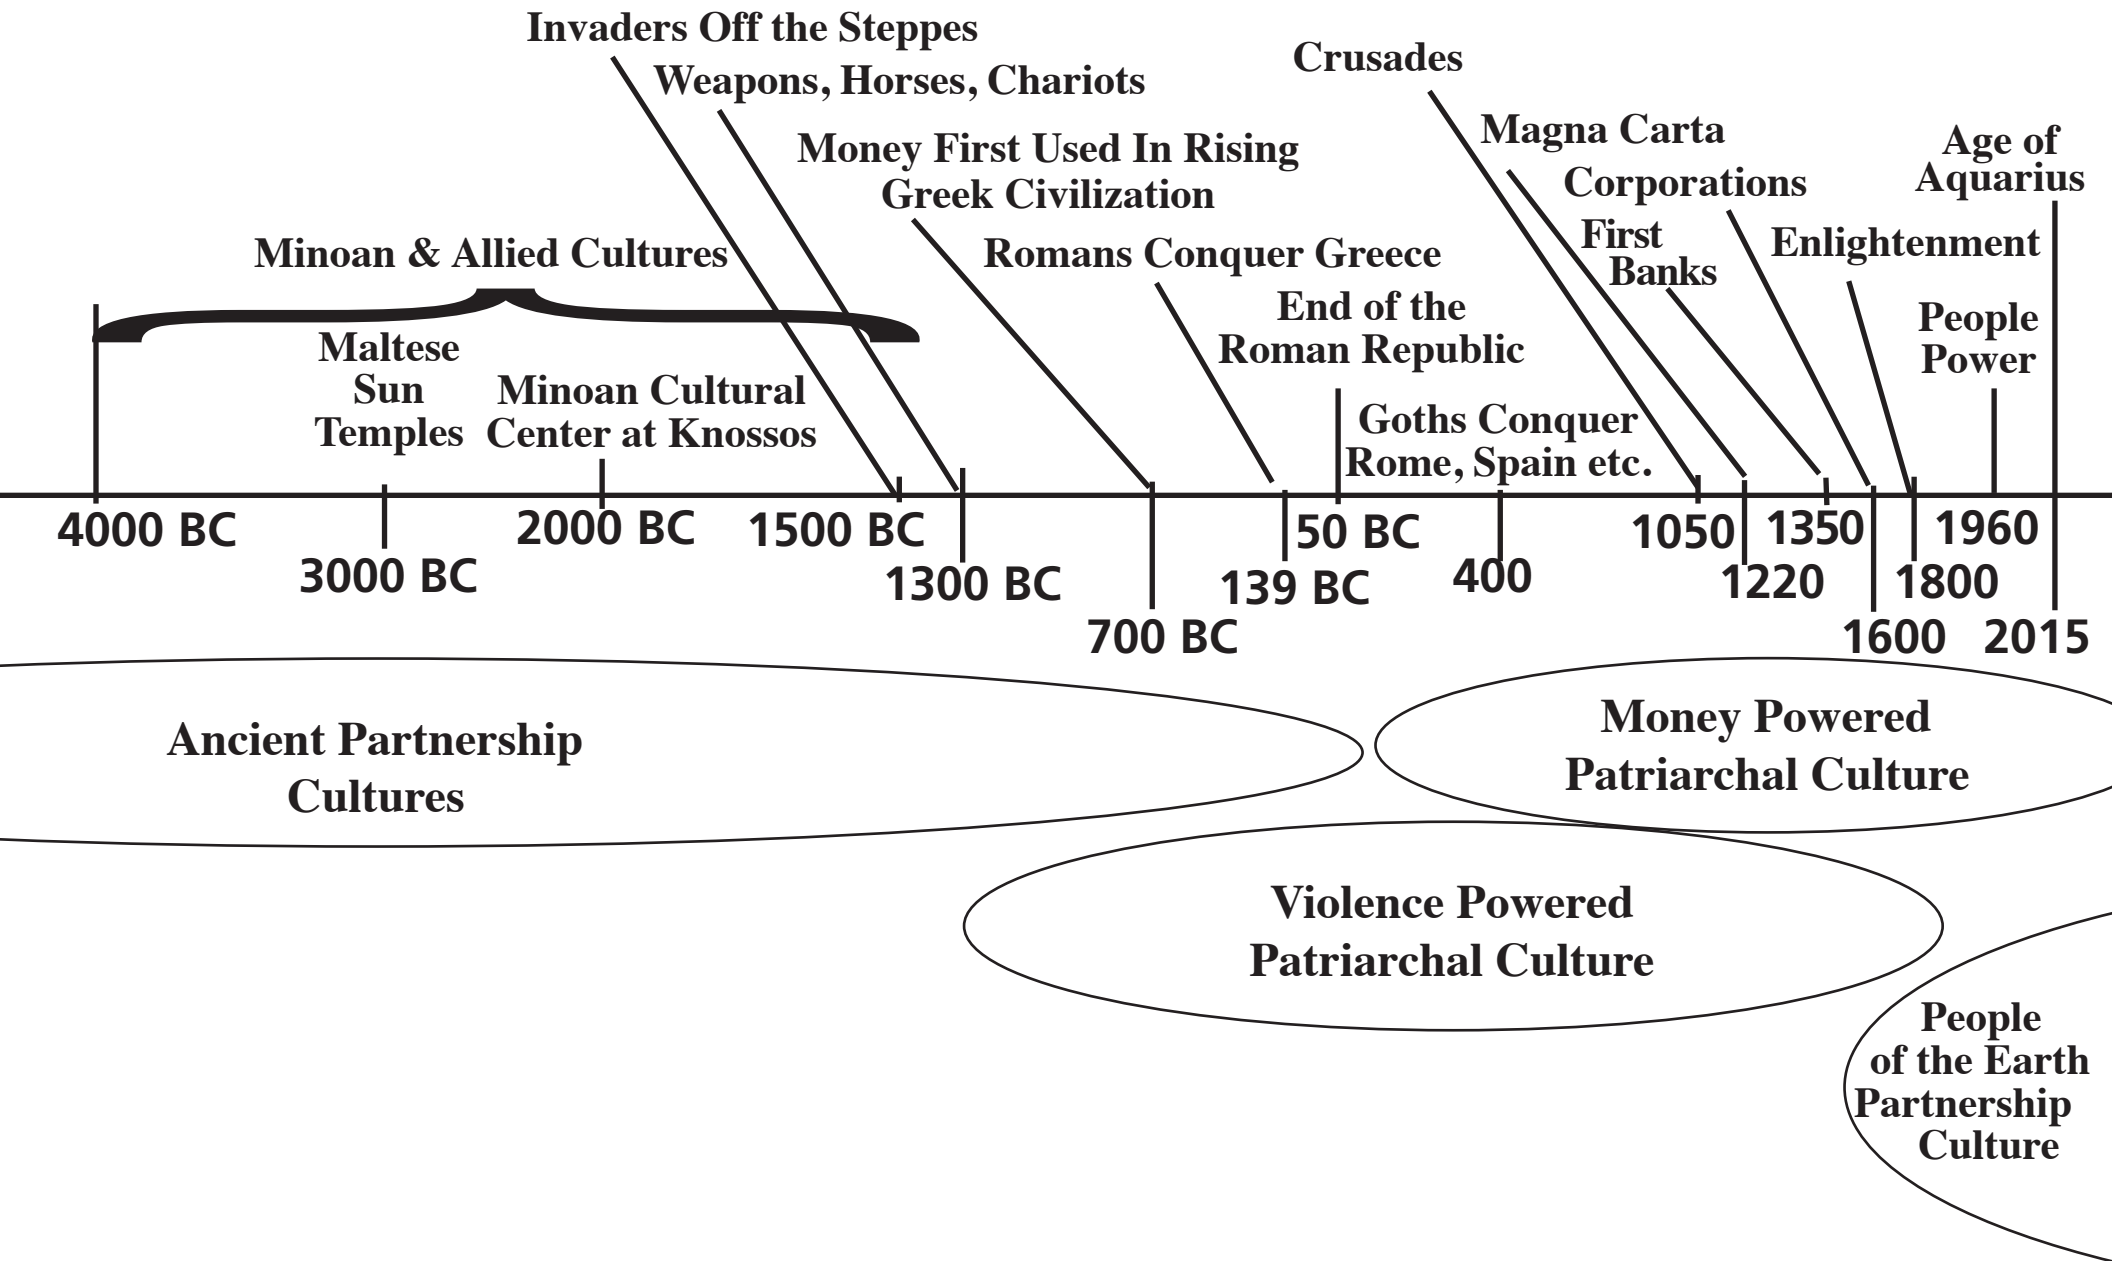 Invaders Off the Steppes
Weapons, Horses, Chariots
Money First Used In Rising
Greek Civilization
Minoan & Allied Cultures
Romans Conquer Greece
Maltese
Sun
Temples
Minoan Cultural
Center at Knossos
End of the
Roman Republic
Goths Conquer
Rome, Spain etc.
Crusades
Magna Carta
Corporations
First
Banks
Enlightenment
Age of
Aquarius
People
Power
4000 BC
3000 BC
2000 BC
1500 BC
1300 BC
700 BC
139 BC
50 BC
400
1050
1220
1350
1600
1800
1960
2015
Ancient Partnership
Cultures
Money Powered
Patriarchal Culture
Violence Powered
Patriarchal Culture
People
of the Earth
Partnership
Culture